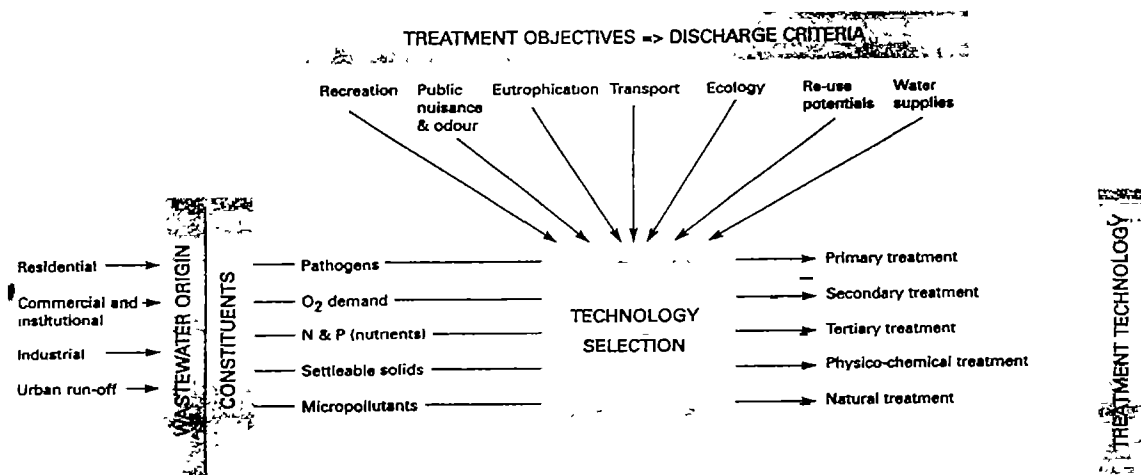 TREATMENT OBJECTIVES => DISCHARGE CRITERIA
Recreation
Public
nuisance
& odour
Eutrophication
Transport
Ecology
Re-use
potentials
Water
supplies
WASTEWATER ORIGIN
CONSTITUENTS
Residential
Commercial and
institutional
Industrial
Urban run-off
Pathogens
O2 demand
N & P (nutrients)
Settleable solids
Micropollutants
TECHNOLOGY
SELECTION
Primary treatment
Secondary treatment
Tertiary treatment
Physico-chemical treatment
Natural treatment
TREATMENT TECHNOLOGY